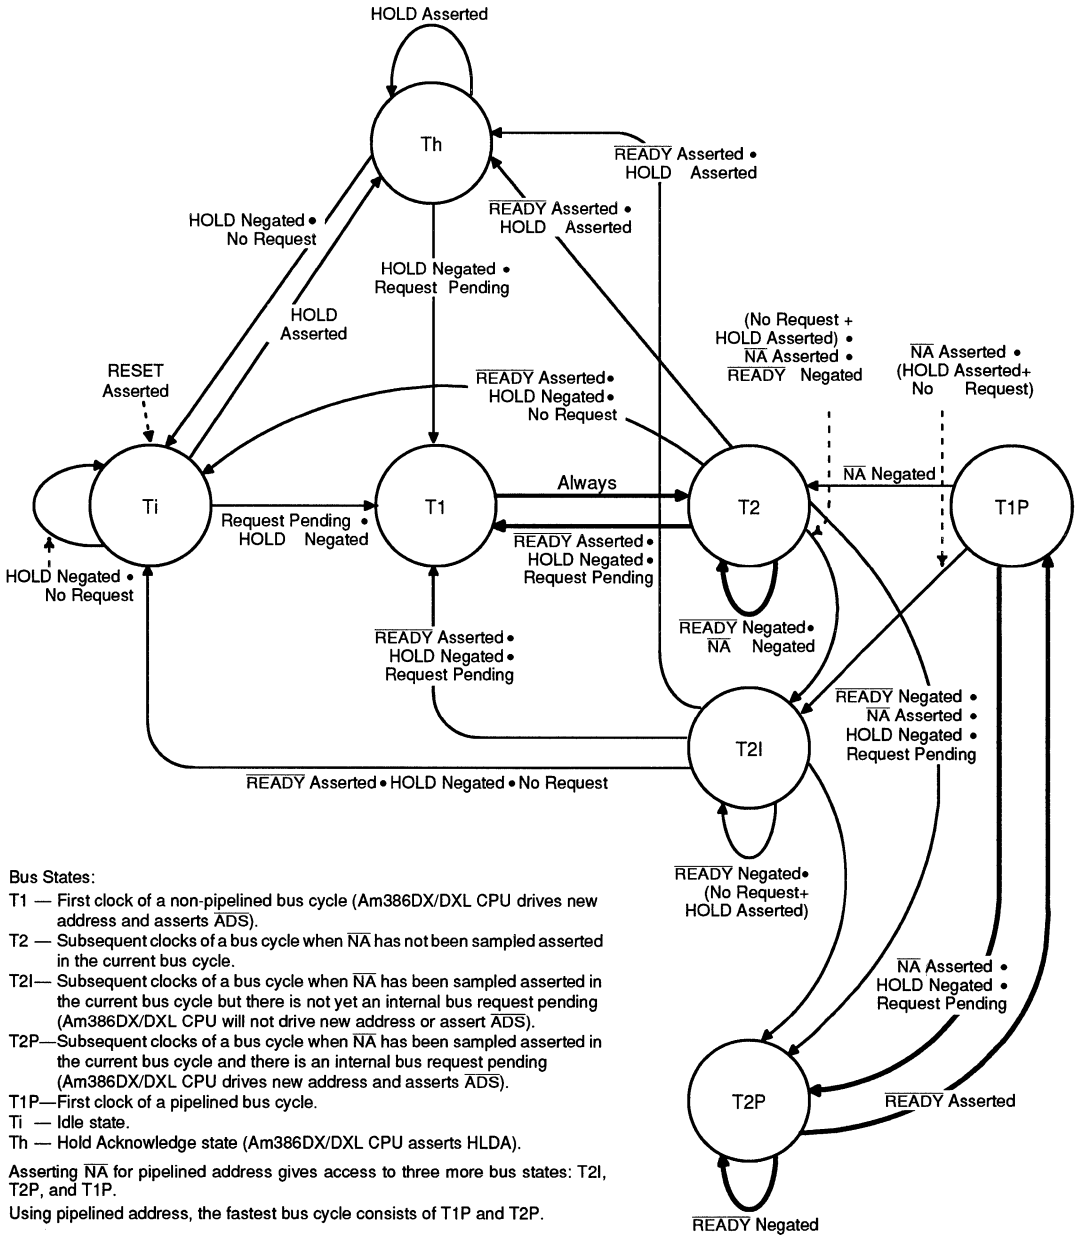 HOLD Asserted
Th
READY Asserted •
HOLD Asserted
READY Asserted •
HOLD Asserted
HOLD Negated •
No Request
HOLD Negated •
Request Pending
HOLD
Asserted
(No Request +
HOLD Asserted) •
NA Asserted •
READY Negated
NA Asserted •
(HOLD Asserted+
No Request)
RESET
Asserted
READY Asserted•
HOLD Negated•
No Request
Ti
T1
T2
T1P
Always
NA Negated
Request Pending •
HOLD Negated
READY Asserted•
HOLD Negated•
Request Pending
HOLD Negated •
No Request
READY Asserted•
HOLD Negated•
Request Pending
READY Negated•
NA Negated
READY Negated •
NA Asserted •
HOLD Negated •
Request Pending
T2I
READY Asserted • HOLD Negated • No Request
READY Negated•
(No Request+
HOLD Asserted)
NA Asserted •
HOLD Negated •
Request Pending
T2P
READY Asserted
READY Negated
Bus States:
T1 — First clock of a non-pipelined bus cycle (Am386DX/DXL CPU drives new
address and asserts ADS).
T2 — Subsequent clocks of a bus cycle when NA has not been sampled asserted
in the current bus cycle.
T2I— Subsequent clocks of a bus cycle when NA has been sampled asserted in
the current bus cycle but there is not yet an internal bus request pending
(Am386DX/DXL CPU will not drive new address or assert ADS).
T2P—Subsequent clocks of a bus cycle when NA has been sampled asserted in
the current bus cycle and there is an internal bus request pending
(Am386DX/DXL CPU drives new address and asserts ADS).
T1P—First clock of a pipelined bus cycle.
Ti — Idle state.
Th — Hold Acknowledge state (Am386DX/DXL CPU asserts HLDA).
Asserting NA for pipelined address gives access to three more bus states: T2I,
T2P, and T1P.
Using pipelined address, the fastest bus cycle consists of T1P and T2P.